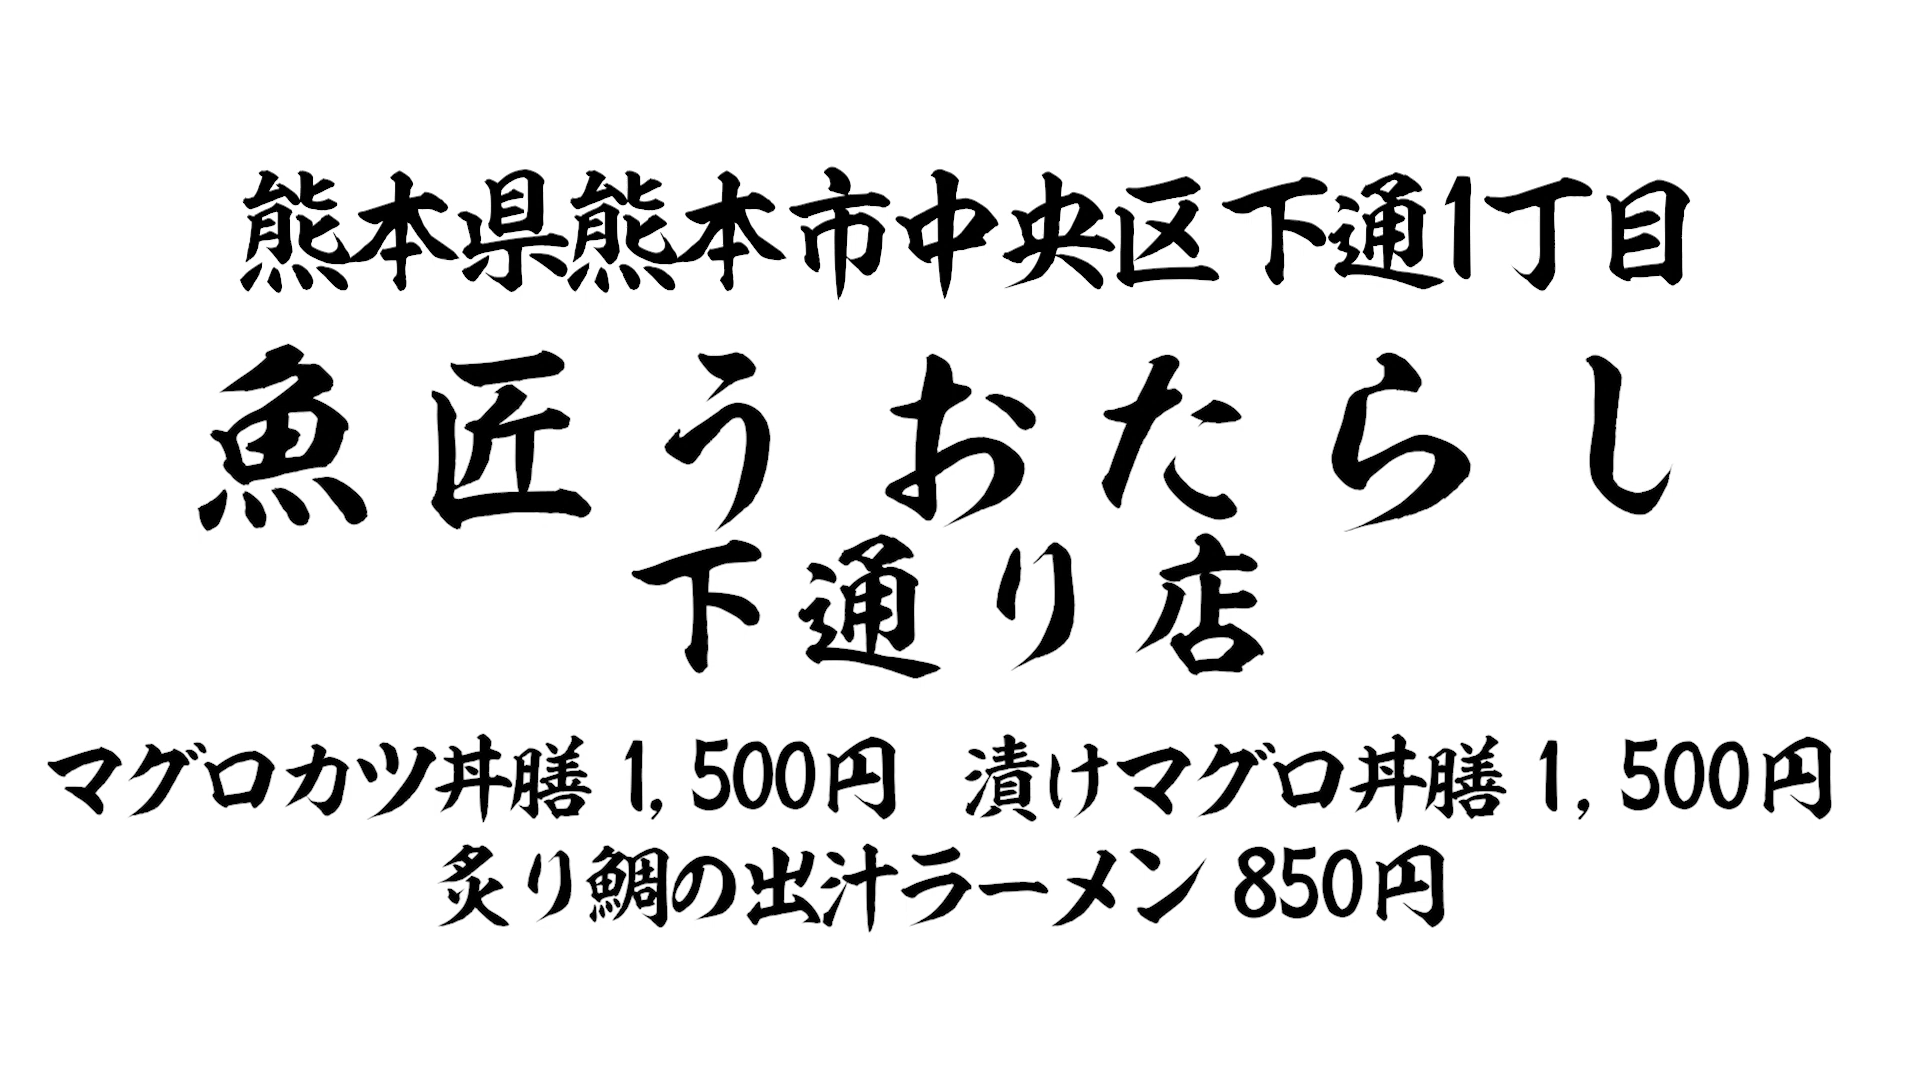 熊本県熊本市中央区下通1丁目
魚匠うおたらし
下通り店
マグロカツ丼膳 1,500円　漬けマグロ丼膳 1,500円
炙り鯛の出汁ラーメン 850円